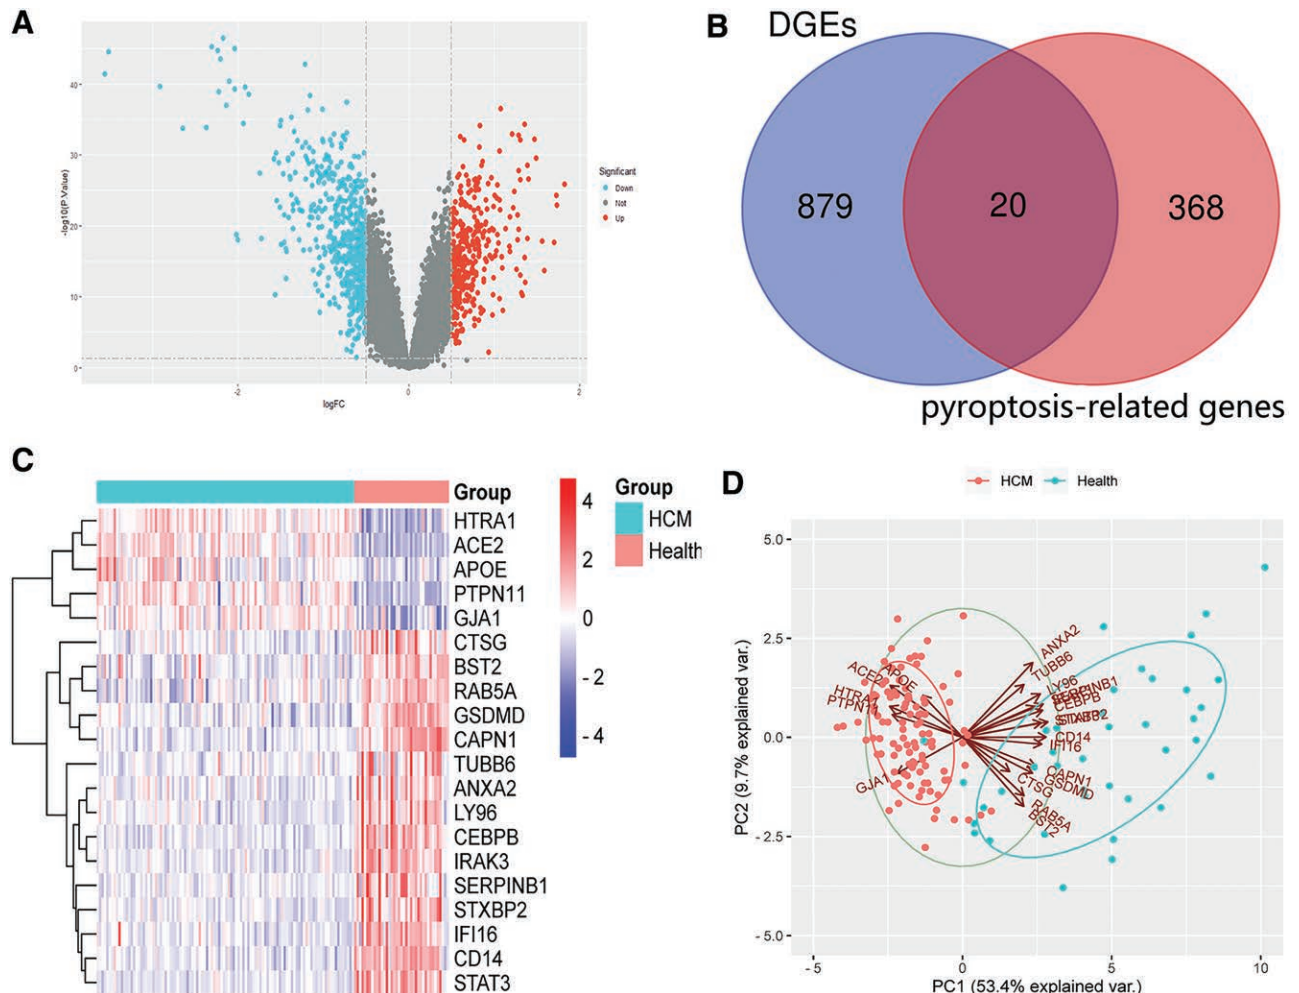 A
40
30
20
10
0
-log10(P.Value)
-2
0
2
logFC
Significant
Down
Not
Up
B
DGEs
879
20
368
pyroptosis-related genes
C
Group
HTRA1
ACE2
APOE
PTPN11
GJA1
CTSG
BST2
RAB5A
GSDMD
CAPN1
TUBB6
ANXA2
LY96
CEBPB
IRAK3
SERPINB1
STXBP2
IFI16
CD14
STAT3
4
2
0
- 2
- 4
Group
HCM
Health
D
HCM
Health
5.0
2.5
0.0
- 2.5
- 5.0
PC2 (9.7% explained var.)
- 5
0
5
10
PC1 (53.4% explained var.)
ACE2
APOE
HTRA1
PTPN11
GJA1
ANXA2
TUBB6
LY96
CEBPB
CD14
IFI16
CAPN1
GSDMD
CTSG
RAB5A
BST2